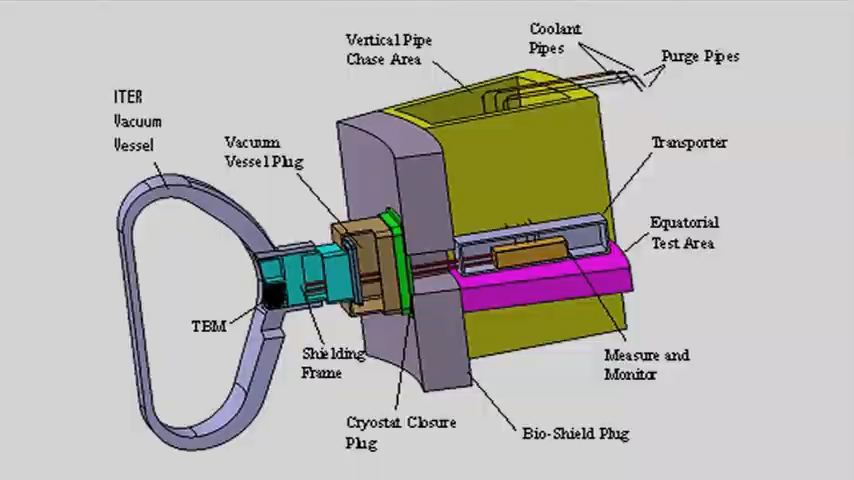 Coolant
Pipes
Vertical Pipe
Chase Area
Purge Pipes
ITER
Vacuum
Vessel
Vacuum
Vessel Plug
Transporter
Equatorial
Test Area
TBM
Shielding
Frame
Measure and
Monitor
Cryostat Closure
Plug
Bio-Shield Plug